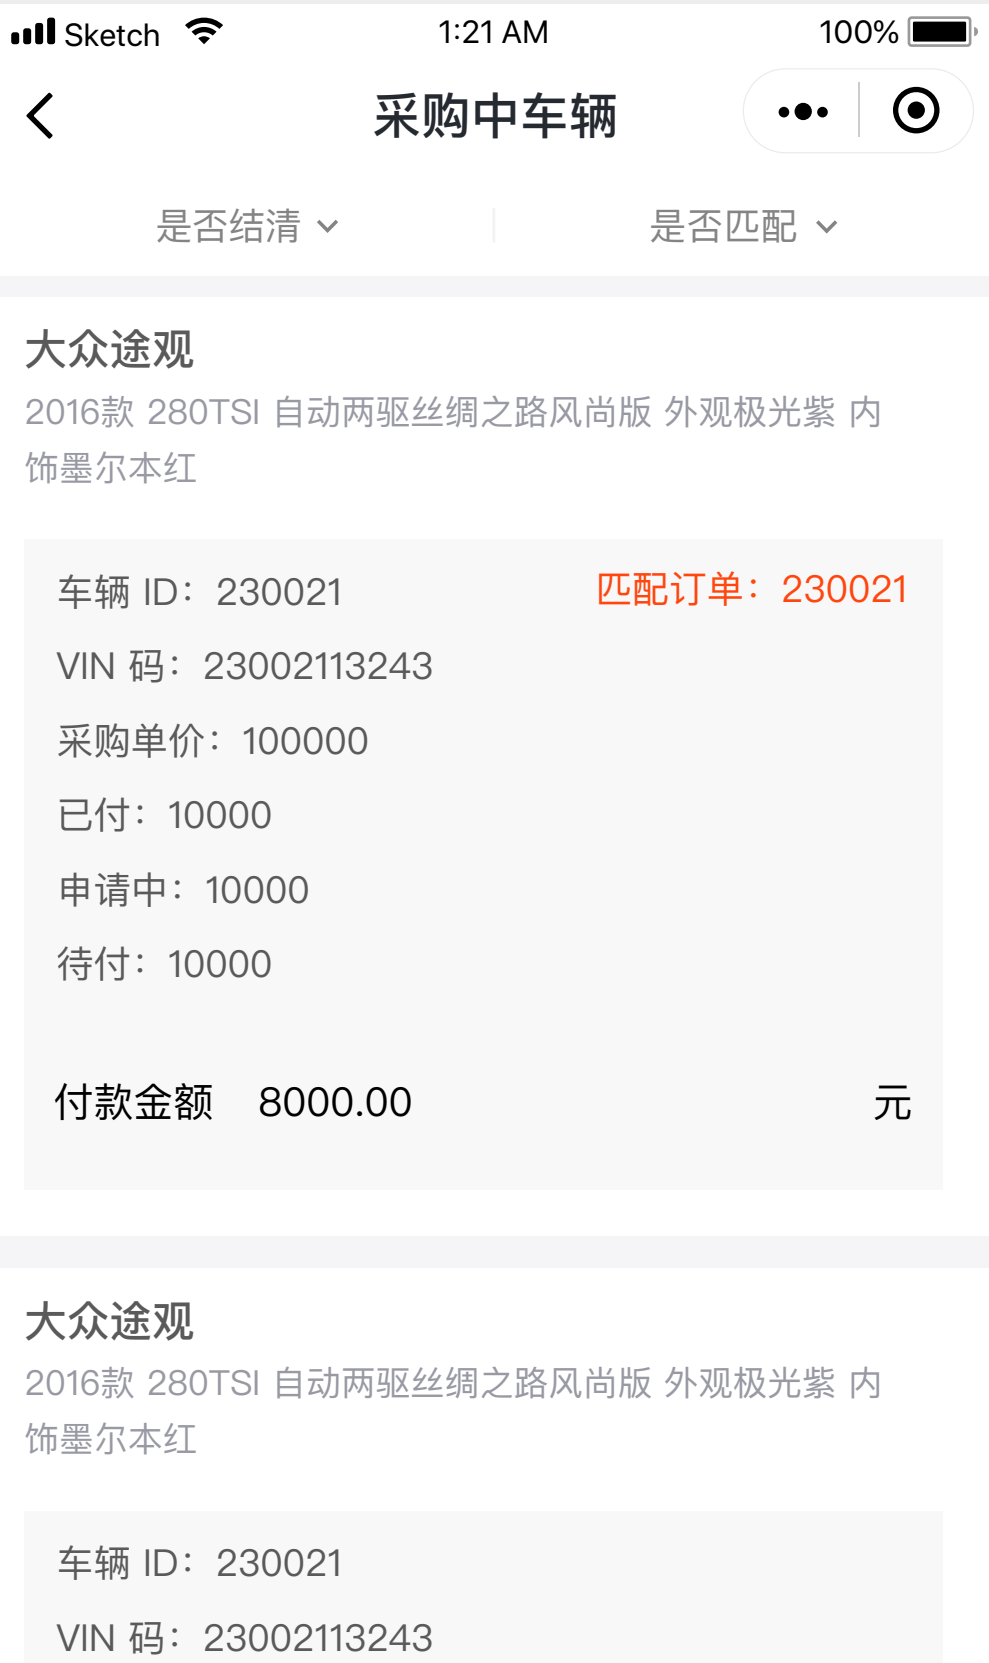 Sketch
1:21 AM
100%
采购中车辆
是否结清
是否匹配
大众途观
2016款 280TSI 自动两驱丝绸之路风尚版 外观极光紫 内
饰墨尔本红
车辆 ID：230021
匹配订单：230021
VIN 码：23002113243
采购单价：100000
已付：10000
申请中：10000
待付：10000
付款金额 8000.00 元
大众途观
2016款 280TSI 自动两驱丝绸之路风尚版 外观极光紫 内
饰墨尔本红
车辆 ID：230021
VIN 码：23002113243